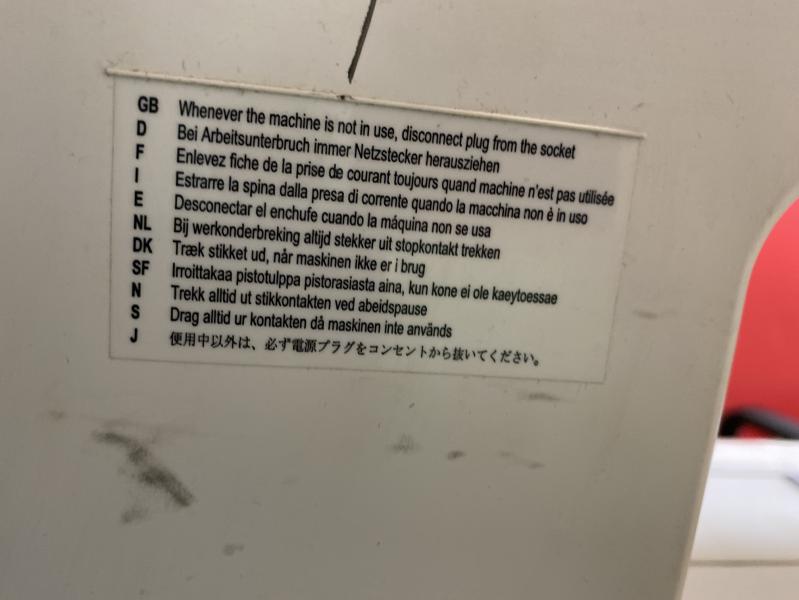 GB Whenever the machine is not in use, disconnect plug from the socket
D Bei Arbeitsunterbruch immer Netzstecker herausziehen
F Enlevez fiche de la prise de courant toujours quand machine n'est pas utilisée
I Estrarre la spina dalla presa di corrente quando la macchina non è in uso
E Desconectar el enchufe cuando la máquina non se usa
NL Bij werkonderbreking altijd stekker uit stopkontakt trekken
DK Træk stikket ud, når maskinen ikke er i brug
SF Irroittakaa pistotulppa pistorasiasta aina, kun kone ei ole kaeytoessae
N Trekk alltid ut stikkontakten ved abeidspause
S Drag alltid ur kontakten då maskinen inte används
J 使用中以外は、必ず電源プラグをコンセントから抜いてください。